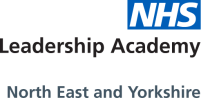 NHS
Leadership Academy
North East and Yorkshire